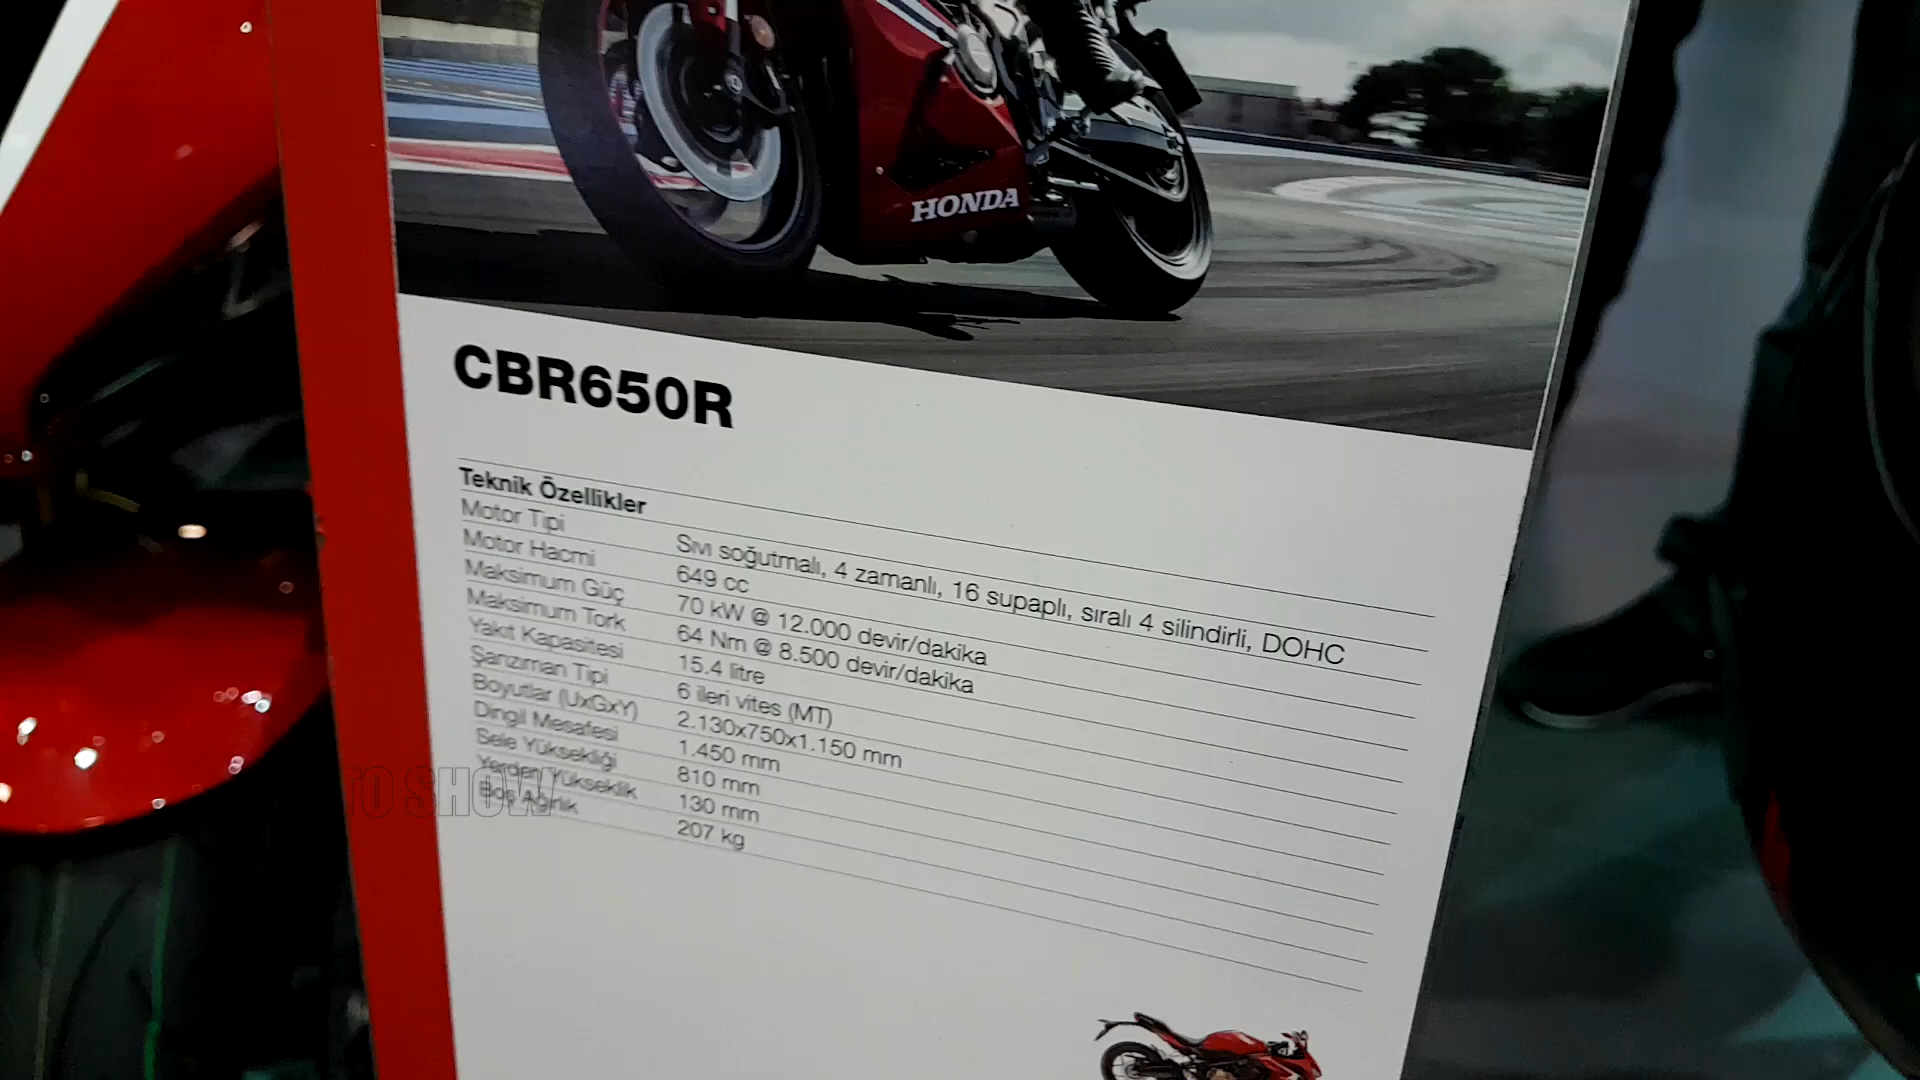 HONDA
CBR650R
Teknik Özellikler
Motor Tipi Sıvı soğutmalı, 4 zamanlı, 16 supaplı, sıralı 4 silindirli, DOHC
Motor Hacmi 649 cc
Maksimum Güç 70 kW @ 12.000 devir/dakika
Maksimum Tork 64 Nm @ 8.500 devir/dakika
Yakıt Kapasitesi 15.4 litre
Şanzıman Tipi 6 ileri vites (MT)
Boyutlar (UxGxY) 2.130x750x1.150 mm
Dingil Mesafesi 1.450 mm
Sele Yüksekliği 810 mm
Yerden Yükseklik 130 mm
Boş Ağırlık 207 kg
TO SHOW